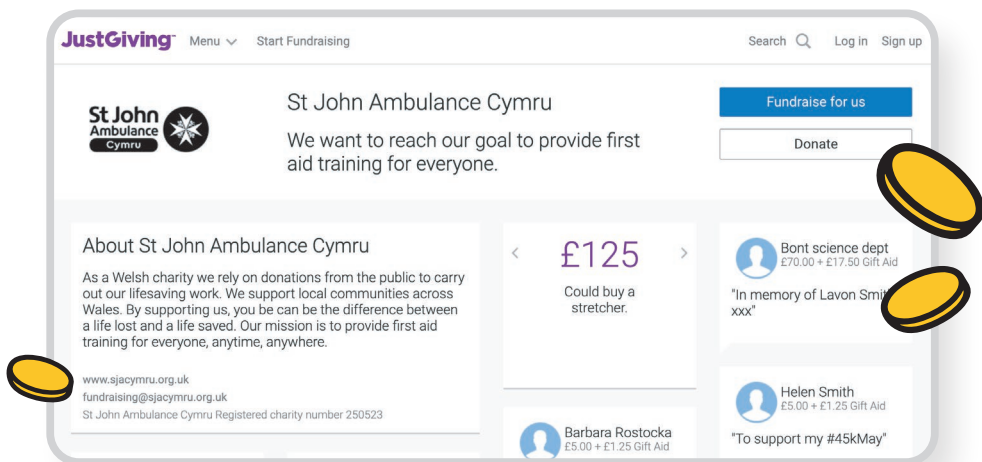 JustGiving™ Menu Start Fundraising Search Log in Sign up
St John
Ambulance
Cymru
St John Ambulance Cymru
We want to reach our goal to provide first
aid training for everyone.
Fundraise for us
Donate
About St John Ambulance Cymru
As a Welsh charity we rely on donations from the public to carry
out our lifesaving work. We support local communities across
Wales. By supporting us, you be can be the difference between
a life lost and a life saved. Our mission is to provide first aid
training for everyone, anytime, anywhere.
www.sjacymru.org.uk
fundraising@sjacymru.org.uk
St John Ambulance Cymru Registered charity number 250523
£125
Could buy a
stretcher.
Barbara Rostocka
£5.00 + £1.25 Gift Aid
Bont science dept
£70.00 + £17.50 Gift Aid
"In memory of Lavon
xxx"
Helen Smith
£5.00 + £1.25 Gift Aid
"To support my #45kMay"